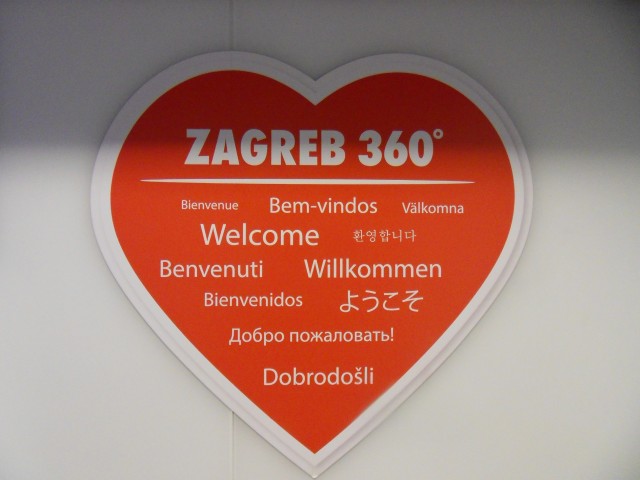 ZAGREB 360°
Bienvenue Bem-vindos Välkomna
Welcome 환영합니다
Benvenuti Willkommen
Bienvenidos ようこそ
Добро пожаловать!
Dobrodošli